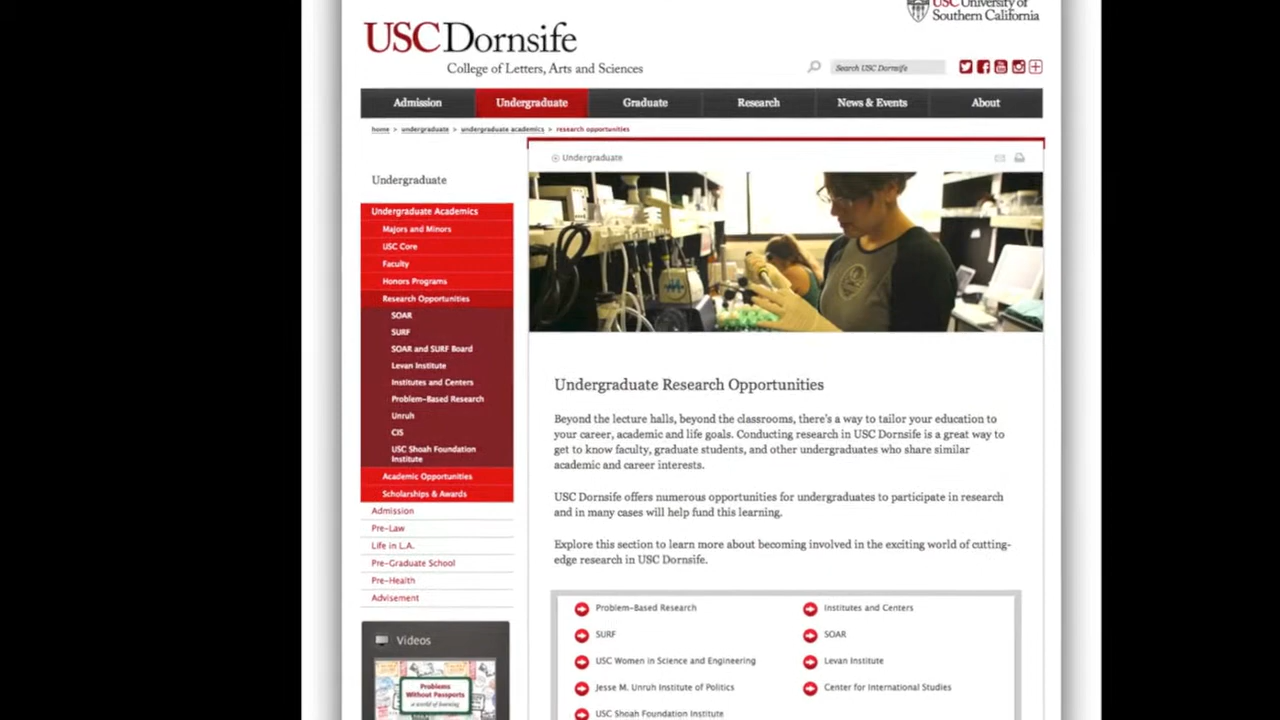 USC University of
Southern California
USC Dornsife
College of Letters, Arts and Sciences
Search USC Dornsife
Admission
Undergraduate
Graduate
Research
News & Events
About
home > undergraduate > undergraduate academics > research opportunities
Undergraduate
Undergraduate Academics
Majors and Minors
USC Core
Faculty
Honors Programs
Research Opportunities
SOAR
SURF
SOAR and SURF Board
Levan Institute
Institutes and Centers
Problem-Based Research
Unruh
CIS
USC Shoah Foundation
Institute
Academic Opportunities
Scholarships & Awards
Admission
Pre-Law
Life in L.A.
Pre-Graduate School
Pre-Health
Advisement
Videos
Problems
Without Passports
a world of learning
Undergraduate
Undergraduate Research Opportunities
Beyond the lecture halls, beyond the classrooms, there's a way to tailor your education to
your career, academic and life goals. Conducting research in USC Dornsife is a great way to
get to know faculty, graduate students, and other undergraduates who share similar
academic and career interests.
USC Dornsife offers numerous opportunities for undergraduates to participate in research
and in many cases will help fund this learning.
Explore this section to learn more about becoming involved in the exciting world of cutting-
edge research in USC Dornsife.
Problem-Based Research
Institutes and Centers
SURF
SOAR
USC Women in Science and Engineering
Levan Institute
Jesse M. Unruh Institute of Politics
Center for International Studies
USC Shoah Foundation Institute